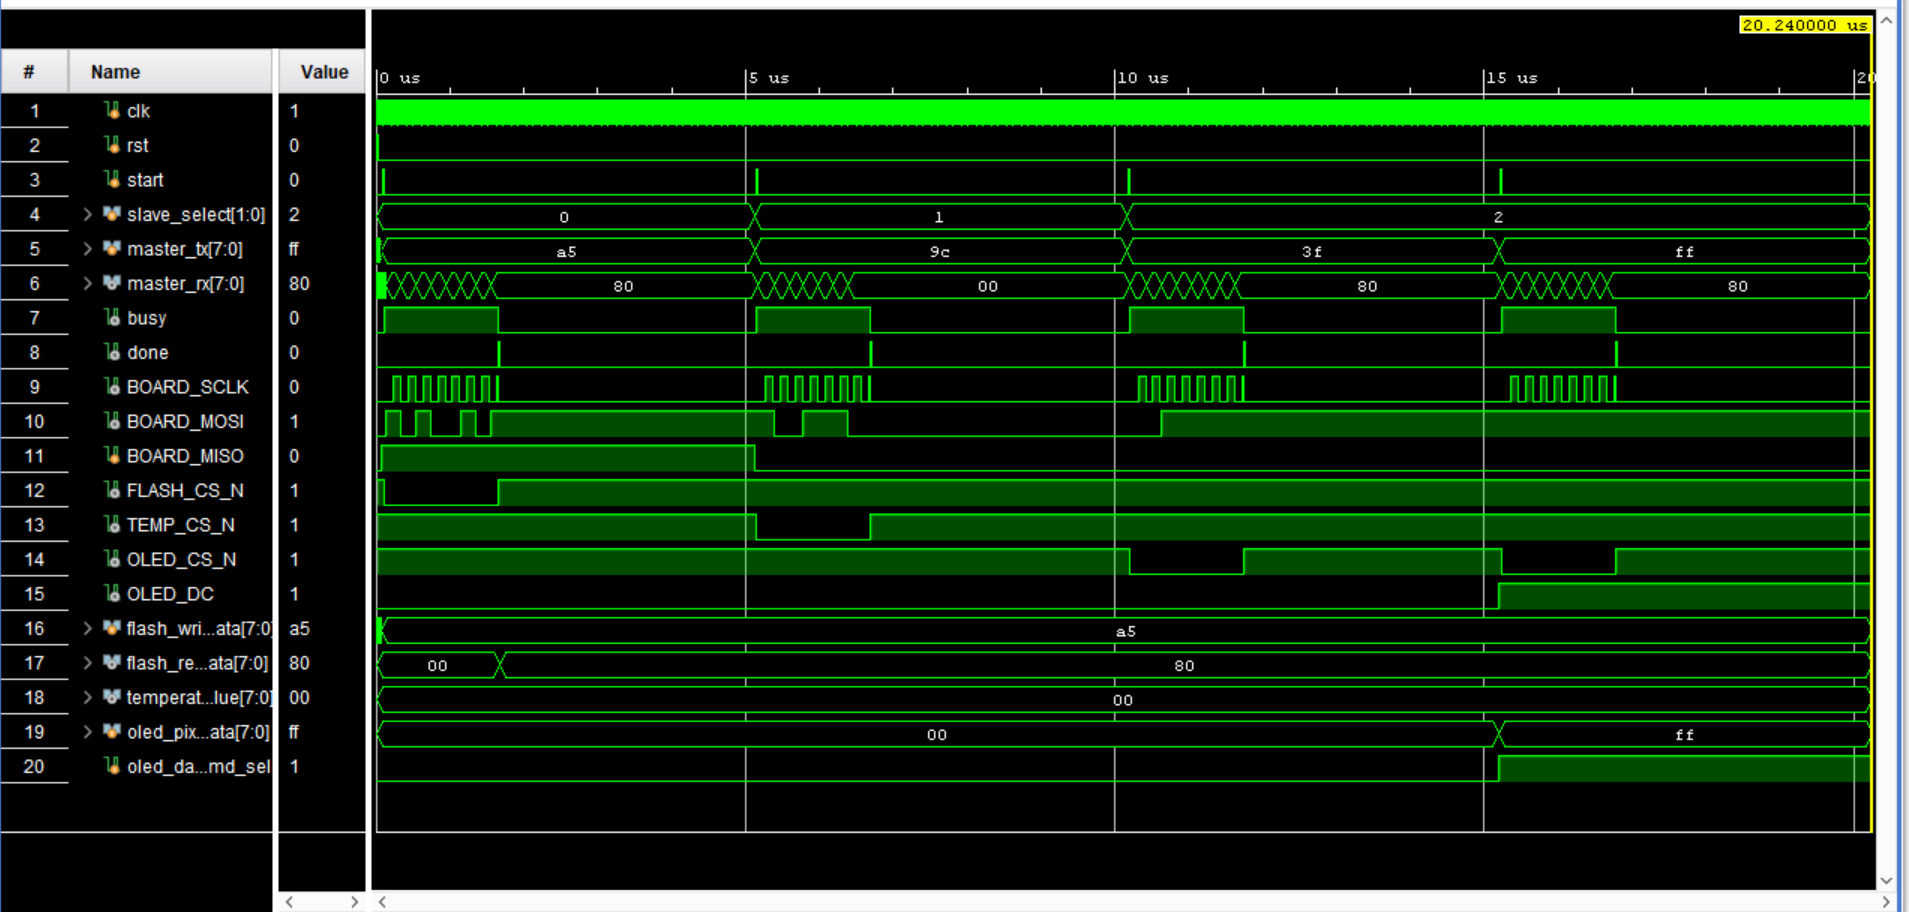 20.240000 us
# Name Value
0 us 5 us 10 us 15 us 20
1 clk 1
2 rst 0
3 start 0
4 slave_select[1:0] 2 0 1 2
5 master_tx[7:0] ff a5 9c 3f ff
6 master_rx[7:0] 80 80 00 80 80
7 busy 0
8 done 0
9 BOARD_SCLK 0
10 BOARD_MOSI 1
11 BOARD_MISO 0
12 FLASH_CS_N 1
13 TEMP_CS_N 1
14 OLED_CS_N 1
15 OLED_DC 1
16 flash_wri...ata[7:0] a5 a5
17 flash_re...ata[7:0] 80 00 80
18 temperat...lue[7:0] 00 00
19 oled_pix...ata[7:0] ff 00 ff
20 oled_da...md_sel 1